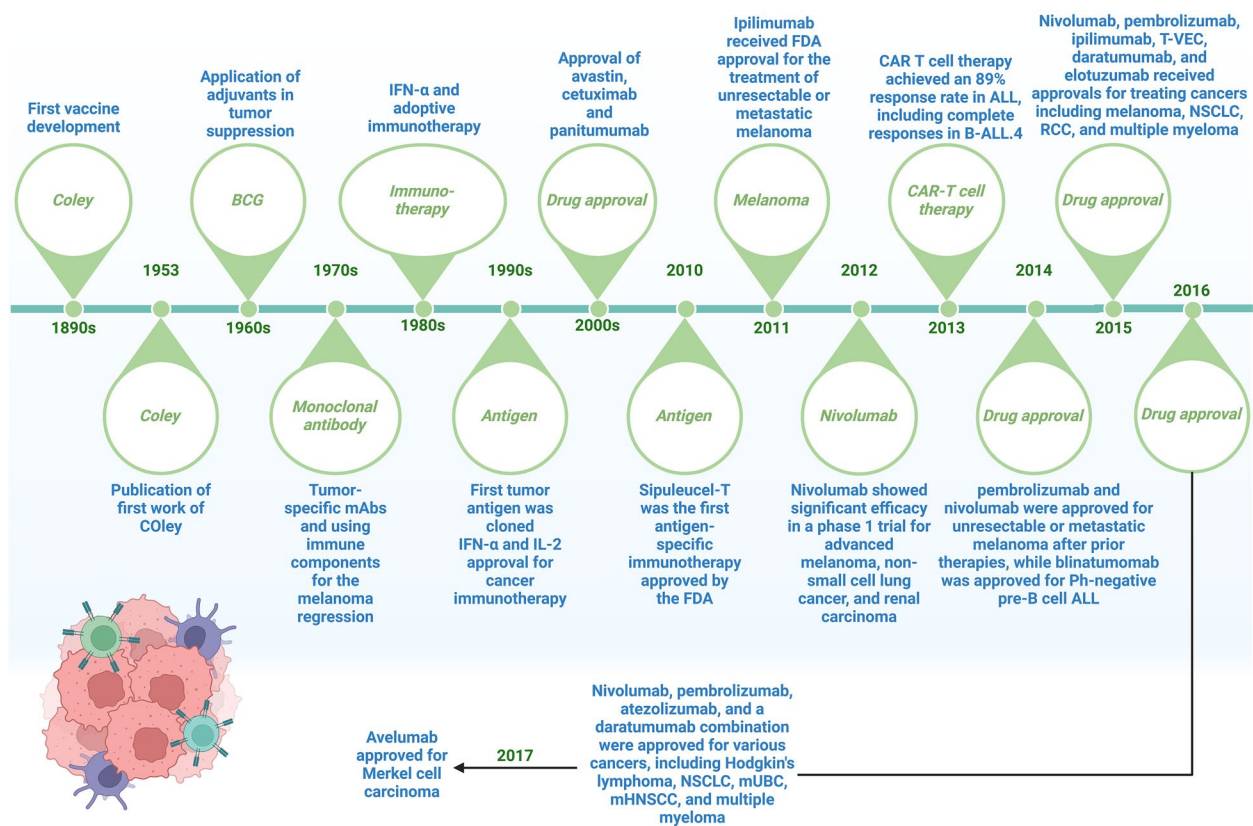 First vaccine
development
Coley
1890s
1953
Coley
Publication of
first work of
COley
Application of
adjuvants in
tumor
suppression
BCG
1960s
1970s
Monoclonal
antibody
Tumor-
specific mAbs
and using
immune
components
for the
melanoma
regression
IFN-α and
adoptive
immunotherapy
Immuno-
therapy
1980s
1990s
Antigen
First tumor
antigen was
cloned
IFN-α and IL-2
approval for
cancer
immunotherapy
Approval of
avastin,
cetuximab
and
panitumumab
Drug approval
2000s
2010
Antigen
Sipuleucel-T
was the first
antigen-
specific
immunotherapy
approved by
the FDA
Ipilimumab
received FDA
approval for the
treatment of
unresectable or
metastatic
melanoma
Melanoma
2011
2012
Nivolumab
Nivolumab showed
significant efficacy
in a phase 1 trial for
advanced
melanoma, non-
small cell lung
cancer, and renal
carcinoma
CAR T cell therapy
achieved an 89%
response rate in ALL,
including complete
responses in B-ALL.4
CAR-T cell
therapy
2013
2014
Drug approval
pembrolizumab and
nivolumab were approved for
unresectable or metastatic
melanoma after prior
therapies, while blinatumomab
was approved for Ph-negative
pre-B cell ALL
Nivolumab, pembrolizumab,
ipilimumab, T-VEC,
daratumumab, and
elotuzumab received
approvals for treating cancers
including melanoma, NSCLC,
RCC, and multiple myeloma
Drug approval
2015
2016
Drug approval
Nivolumab, pembrolizumab,
atezolizumab, and a
daratumumab combination
were approved for various
cancers, including Hodgkin's
lymphoma, NSCLC, mUBC,
mHNSCC, and multiple
myeloma
2017
Avelumab
approved for
Merkel cell
carcinoma